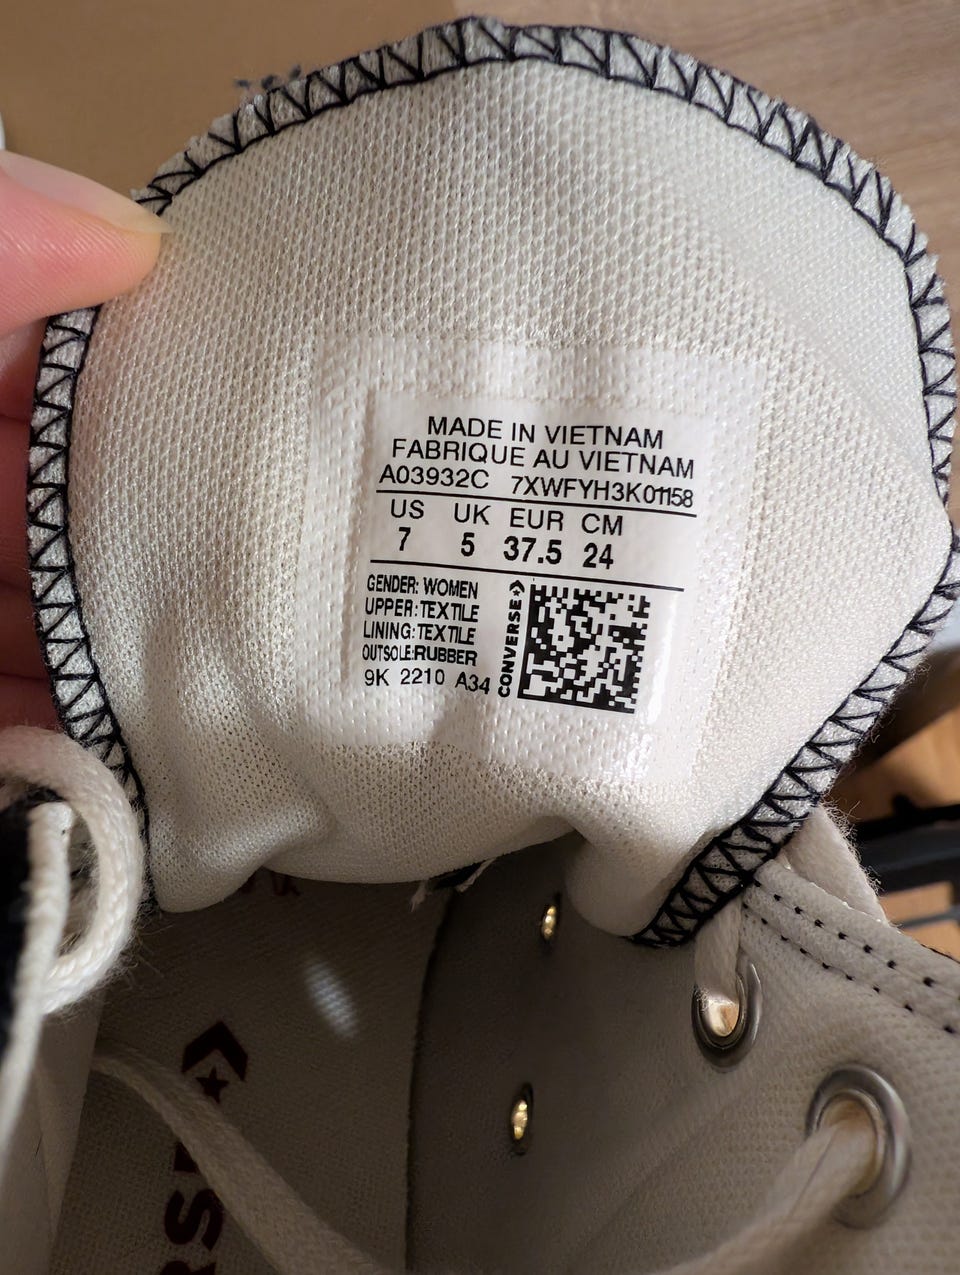 MADE IN VIETNAM
FABRIQUE AU VIETNAM
A03932C 7XWFYH3K01158
US UK EUR CM
7 5 37.5 24
GENDER: WOMEN
UPPER:TEXTILE
LINING:TEXTILE
OUTSOLE:RUBBER
9K 2210 A34
CONVERSE
RS